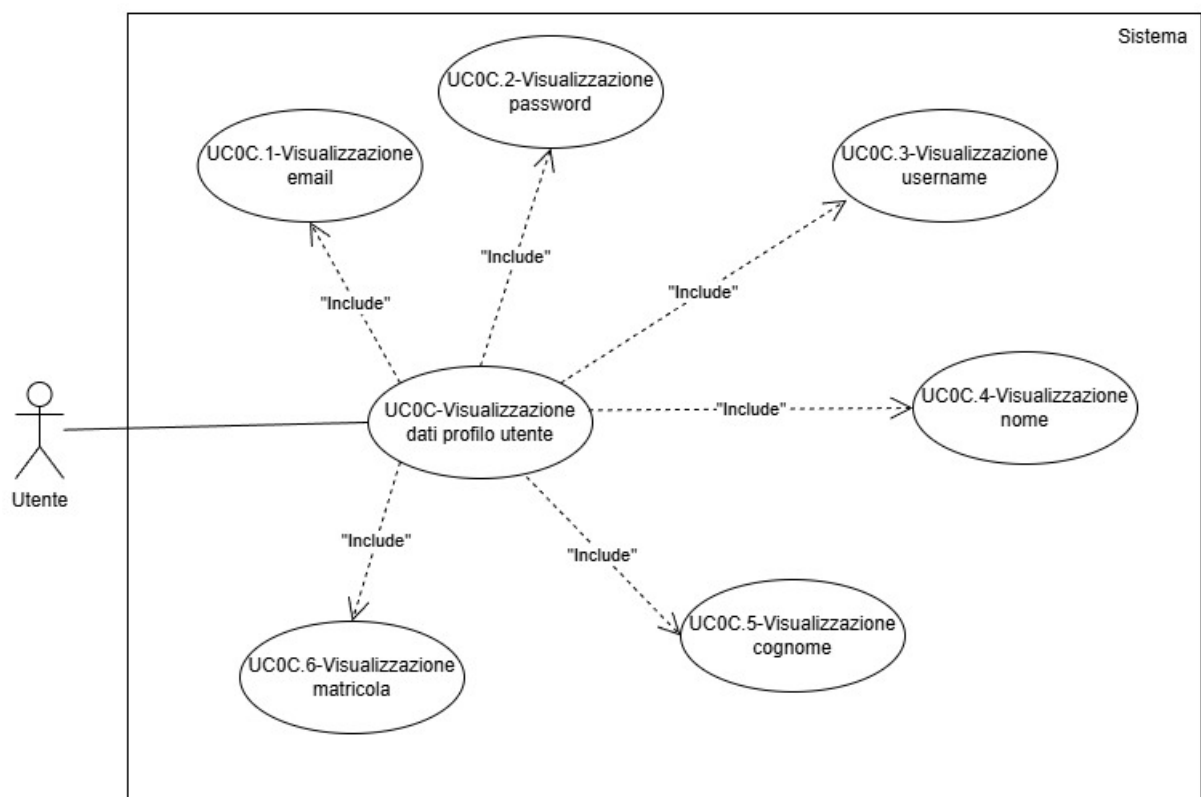 Sistema
UC0C.2-Visualizzazione
password
UC0C.1-Visualizzazione
email
UC0C.3-Visualizzazione
username
"Include"
"Include"
"Include"
UC0C-Visualizzazione
dati profilo utente
"Include"
UC0C.4-Visualizzazione
nome
Utente
"Include"
"Include"
UC0C.5-Visualizzazione
cognome
UC0C.6-Visualizzazione
matricola